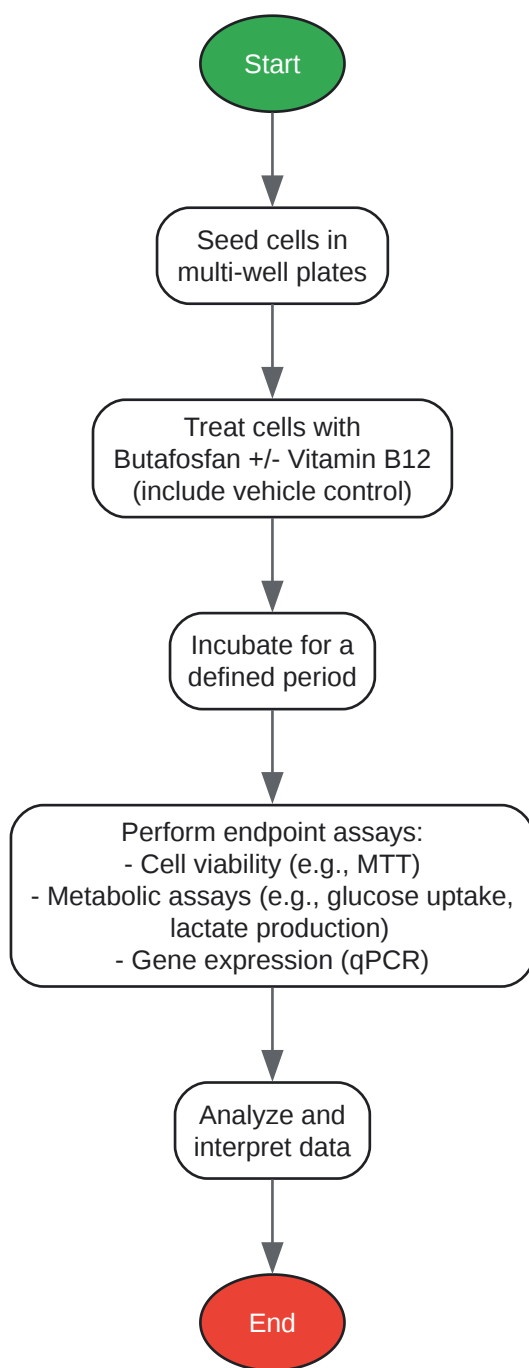 Start
Seed cells in
multi-well plates
Treat cells with
Butafosfan +/- Vitamin B12
(include vehicle control)
Incubate for a
defined period
Perform endpoint assays:
- Cell viability (e.g., MTT)
- Metabolic assays (e.g., glucose uptake,
lactate production)
- Gene expression (qPCR)
Analyze and
interpret data
End